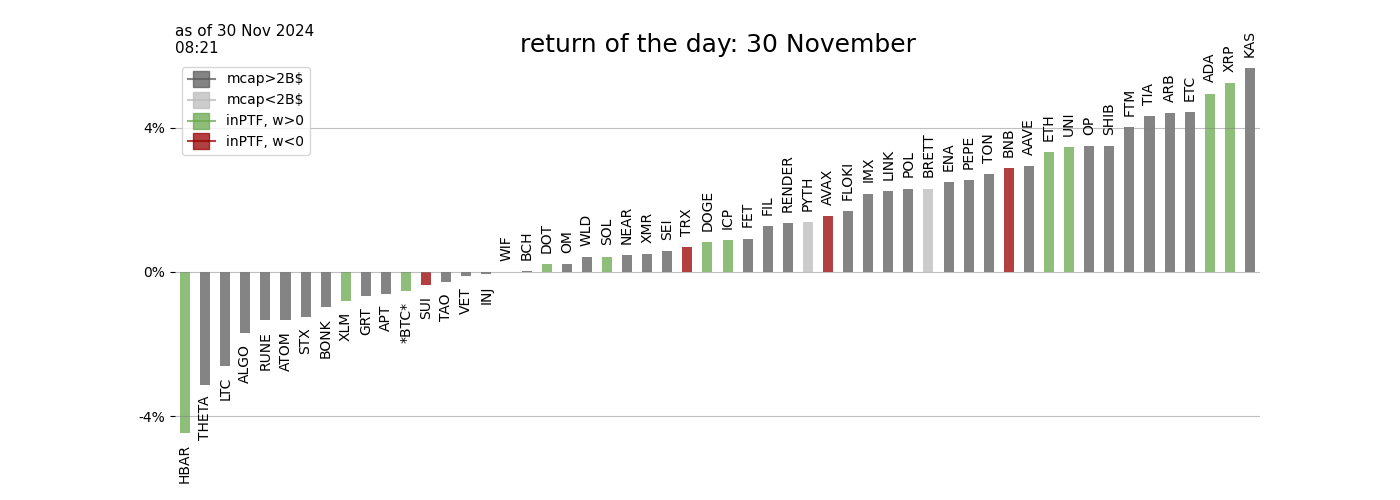 as of 30 Nov 2024
08:21
return of the day: 30 November
mcap>2B$
mcap<2B$
inPTF, w>0
inPTF, w<0
4%
0%
-4%
HBAR
THETA
LTC
ALGO
RUNE
ATOM
STX
BONK
XLM
GRT
APT
*BTC*
SUI
TAO
VET
INJ
WIF
BCH
DOT
OM
WLD
SOL
NEAR
XMR
SEI
TRX
DOGE
ICP
FET
FIL
RENDER
PYTH
AVAX
FLOKI
IMX
LINK
POL
BRETT
ENA
PEPE
TON
BNB
AAVE
ETH
UNI
OP
SHIB
FTM
TIA
ARB
ETC
ADA
XRP
KAS